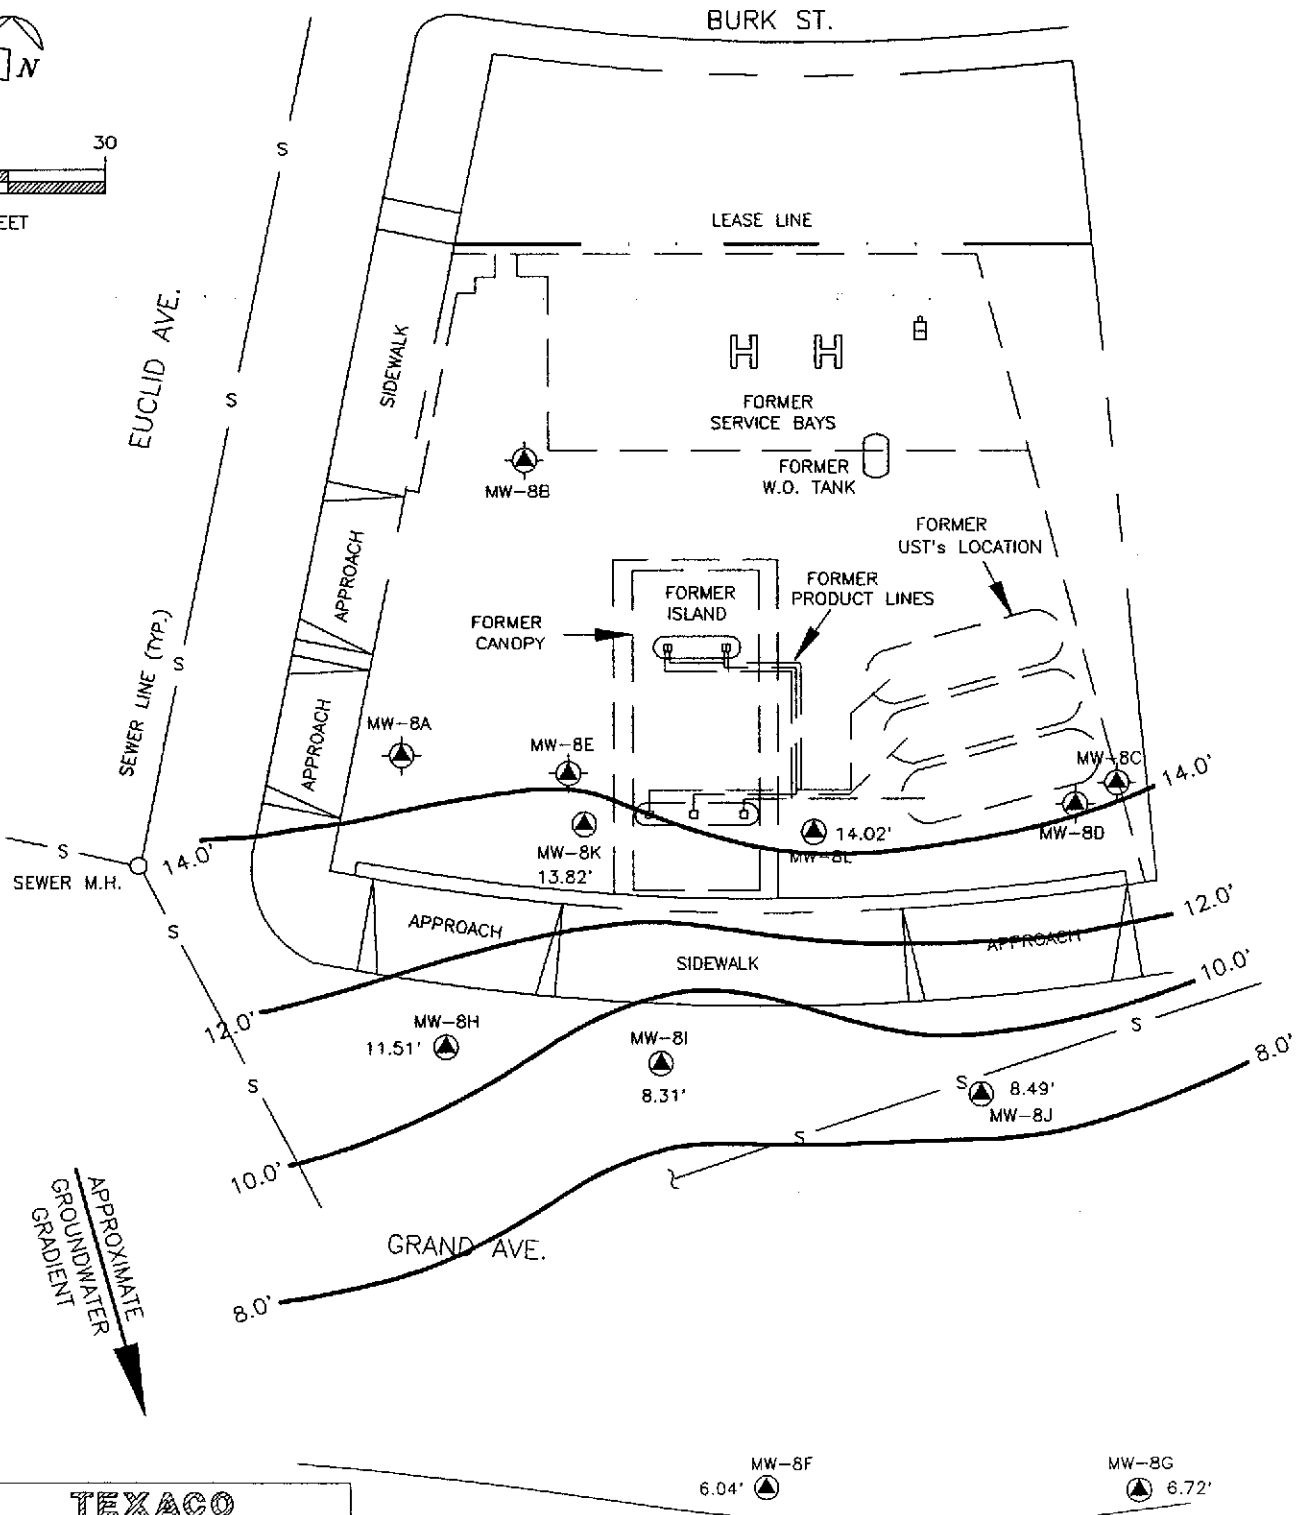 BURK ST.
N
30
EET
S
LEASE LINE
EUCLID AVE.
SIDEWALK
S
FORMER
SERVICE BAYS
FORMER
W.O. TANK
MW-8B
FORMER
UST's LOCATION
APPROACH
FORMER
ISLAND
FORMER
PRODUCT LINES
FORMER
CANOPY
SEWER LINE (TYP.)
S
APPROACH
MW-8A
MW-8E
MW-8C
14.0'
MW-8D
MW-8K
13.82'
14.02'
MW-8L
S
SEWER M.H.
14.0'
S
APPROACH
SIDEWALK
APPROACH
12.0'
10.0'
12.0'
MW-8H
11.51'
MW-8I
8.31'
S
S
8.49'
MW-8J
8.0'
S
S
10.0'
GRAND AVE.
8.0'
APPROXIMATE
GROUNDWATER
GRADIENT
MW-8F
6.04'
MW-8G
6.72'
TEXACO